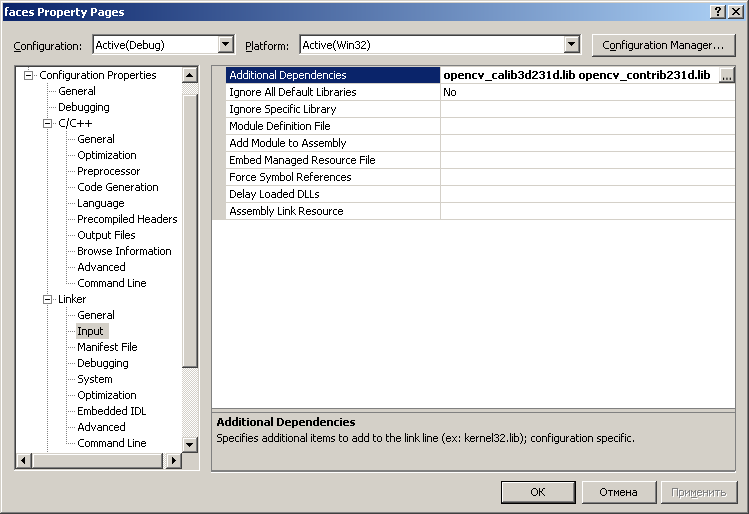 faces Property Pages
Configuration: Active(Debug) Platform: Active(Win32) Configuration Manager...
Configuration Properties
General
Debugging
C/C++
General
Optimization
Preprocessor
Code Generation
Language
Precompiled Headers
Output Files
Browse Information
Advanced
Command Line
Linker
General
Input
Manifest File
Debugging
System
Optimization
Embedded IDL
Advanced
Command Line
Additional Dependencies opencv_calib3d231d.lib opencv_contrib231d.lib ...
Ignore All Default Libraries No
Ignore Specific Library
Module Definition File
Add Module to Assembly
Embed Managed Resource File
Force Symbol References
Delay Loaded DLLs
Assembly Link Resource
Additional Dependencies
Specifies additional items to add to the link line (ex: kernel32.lib); configuration specific.
OK Отмена Применить